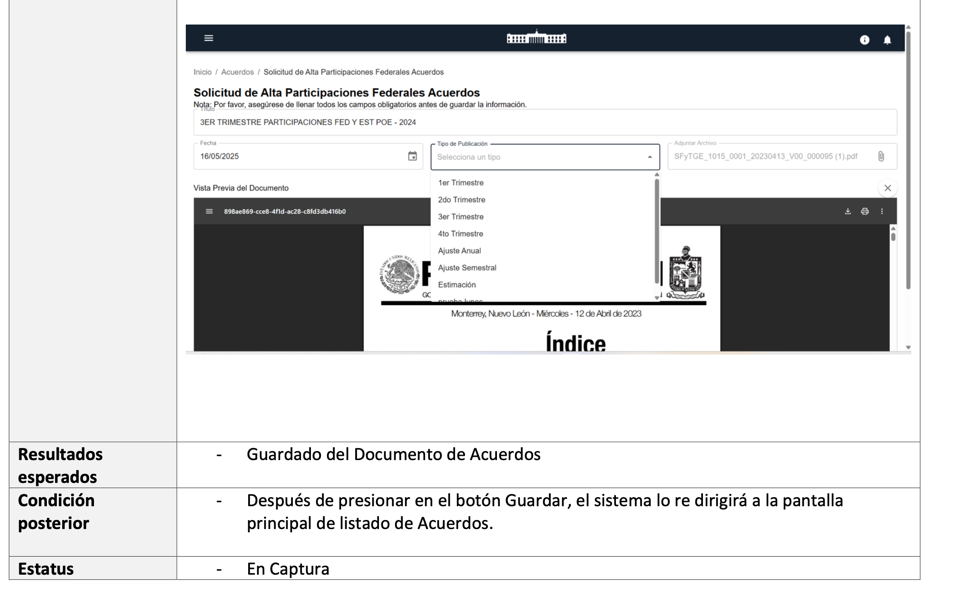 Inicio / Acuerdos / Solicitud de Alta Participaciones Federales Acuerdos
Solicitud de Alta Participaciones Federales Acuerdos
Nota: Por favor, asegúrese de llenar todos los campos obligatorios antes de guardar la información.
Título
3ER TRIMESTRE PARTICIPACIONES FED Y EST POE - 2024
Fecha
16/05/2025
Tipo de Publicación
Selecciona un tipo
Adjuntar Archivo
SFyTGE_1015_0001_20230413_V00_000095 (1).pdf
Vista Previa del Documento
898ae869-cce8-4f1d-ac28-c8fd3db416b0
1er Trimestre
2do Trimestre
3er Trimestre
4to Trimestre
Ajuste Anual
Ajuste Semestral
Estimación
prueba lunes
Monterrey, Nuevo León - Miércoles - 12 de Abril de 2023
Índice
Resultados esperados
- Guardado del Documento de Acuerdos
Condición posterior
- Después de presionar en el botón Guardar, el sistema lo re dirigirá a la pantalla
principal de listado de Acuerdos.
Estatus
- En Captura